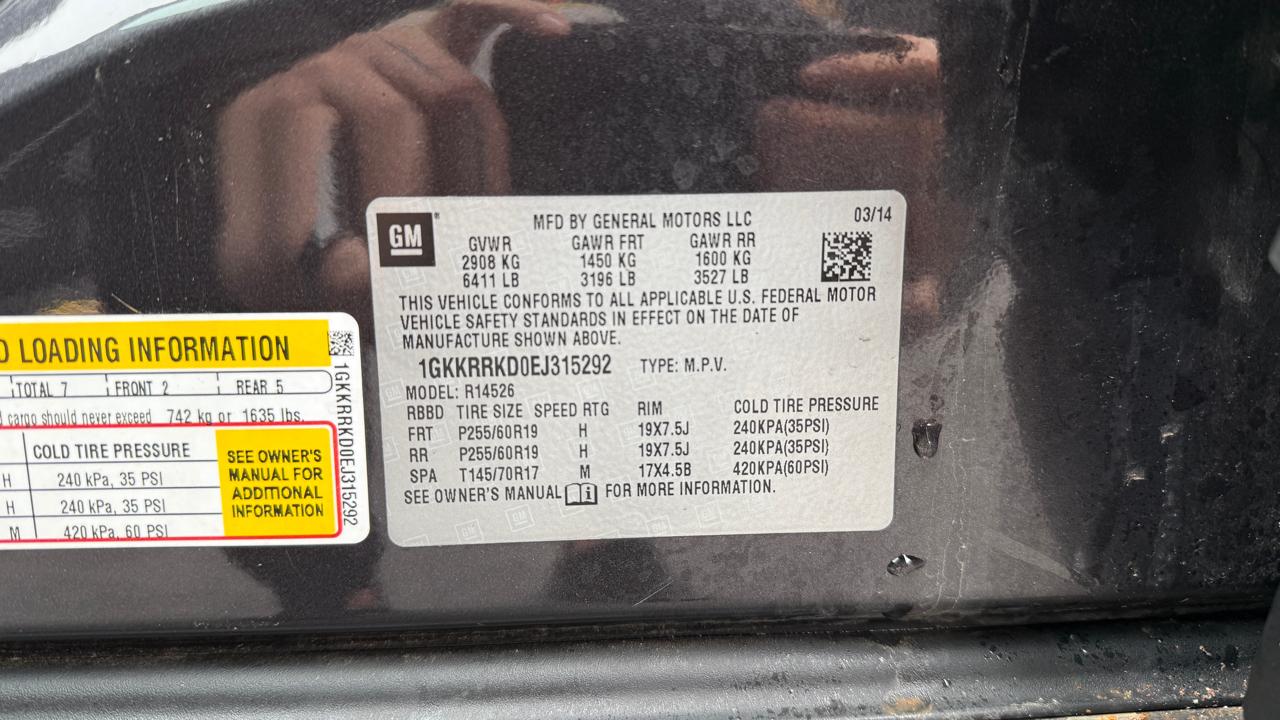 GM
MFD BY GENERAL MOTORS LLC 03/14
GVWR GAWR FRT GAWR RR
2908 KG 1450 KG 1600 KG
6411 LB 3196 LB 3527 LB
THIS VEHICLE CONFORMS TO ALL APPLICABLE U.S. FEDERAL MOTOR
VEHICLE SAFETY STANDARDS IN EFFECT ON THE DATE OF
MANUFACTURE SHOWN ABOVE.
1GKKRRKD0EJ315292 TYPE: M.P.V.
MODEL: R14526
RBBD TIRE SIZE SPEED RTG RIM COLD TIRE PRESSURE
FRT P255/60R19 H 19X7.5J 240KPA(35PSI)
RR P255/60R19 H 19X7.5J 240KPA(35PSI)
SPA T145/70R17 M 17X4.5B 420KPA(60PSI)
SEE OWNER'S MANUAL FOR MORE INFORMATION.
LOADING INFORMATION
TOTAL 7 FRONT 2 REAR 5
cargo should never exceed 742 kg or 1635 lbs.
COLD TIRE PRESSURE
H 240 kPa, 35 PSI
H 240 kPa, 35 PSI
M 420 kPa, 60 PSI
SEE OWNER'S
MANUAL FOR
ADDITIONAL
INFORMATION
1GKKRRKD0EJ315292